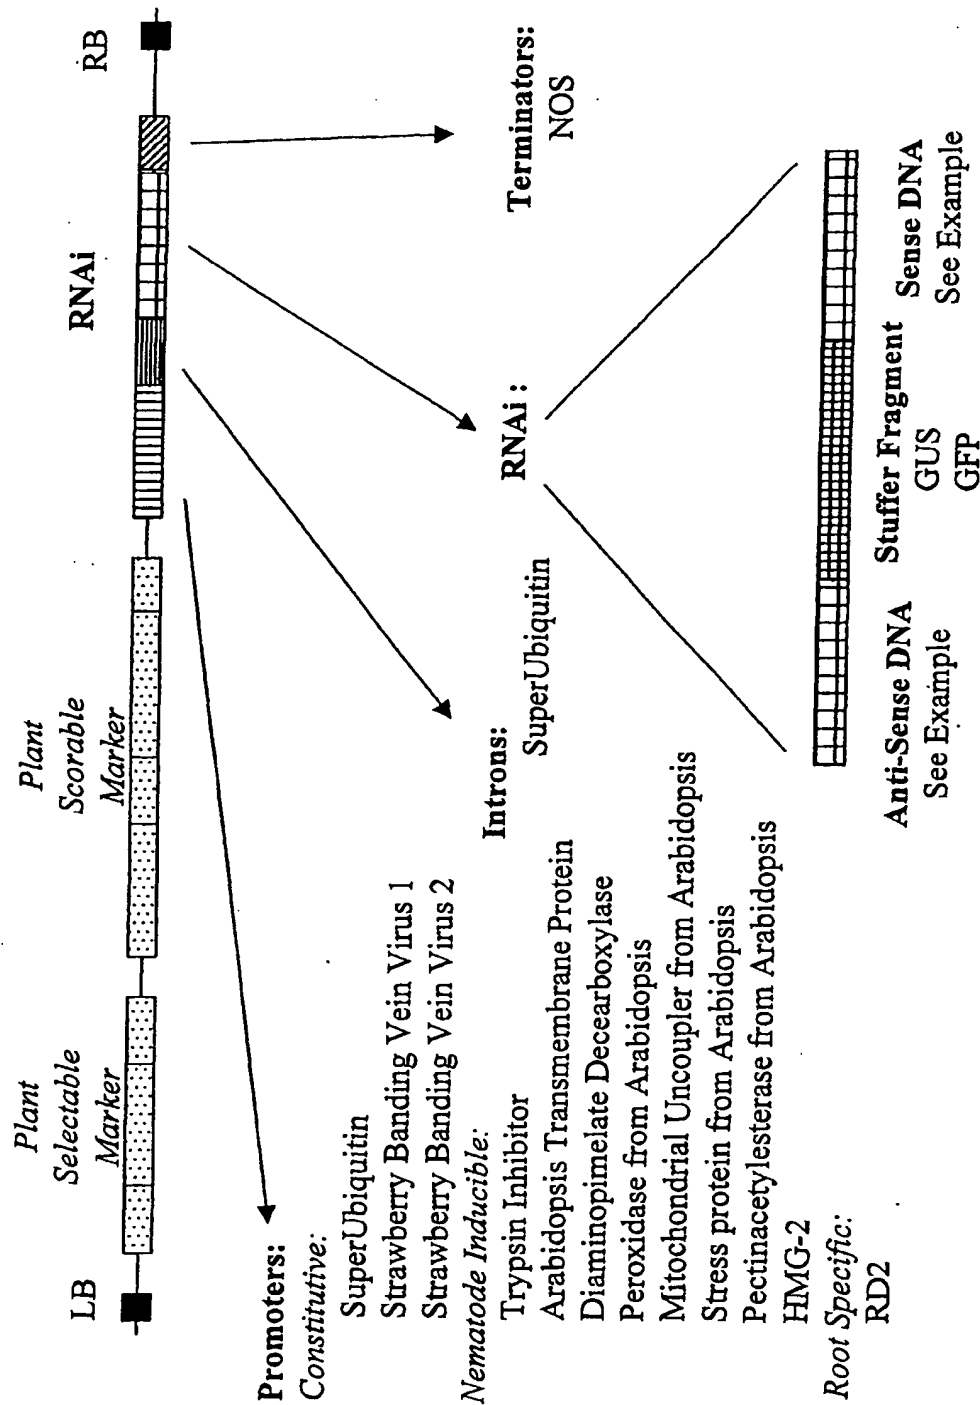 LB
Plant
Selectable
Marker
Plant
Scorable
Marker
RNAi
RB
Promoters:
Constitutive:
SuperUbiquitin
Strawberry Banding Vein Virus 1
Strawberry Banding Vein Virus 2
Nematode Inducible:
Trypsin Inhibitor
Arabidopsis Transmembrane Protein
Diaminopimelate Decearboxylase
Peroxidase from Arabidopsis
Mitochondrial Uncoupler from Arabidopsis
Stress protein from Arabidopsis
Pectinacetylesterase from Arabidopsis
HMG-2
Root Specific:
RD2
Introns:
SuperUbiquitin
RNAi :
Terminators:
NOS
Anti-Sense DNA
See Example
Stuffer Fragment
GUS
GFP
Sense DNA
See Example